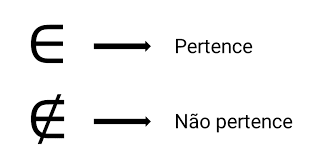 ∈ → Pertence
∉ → Não pertence